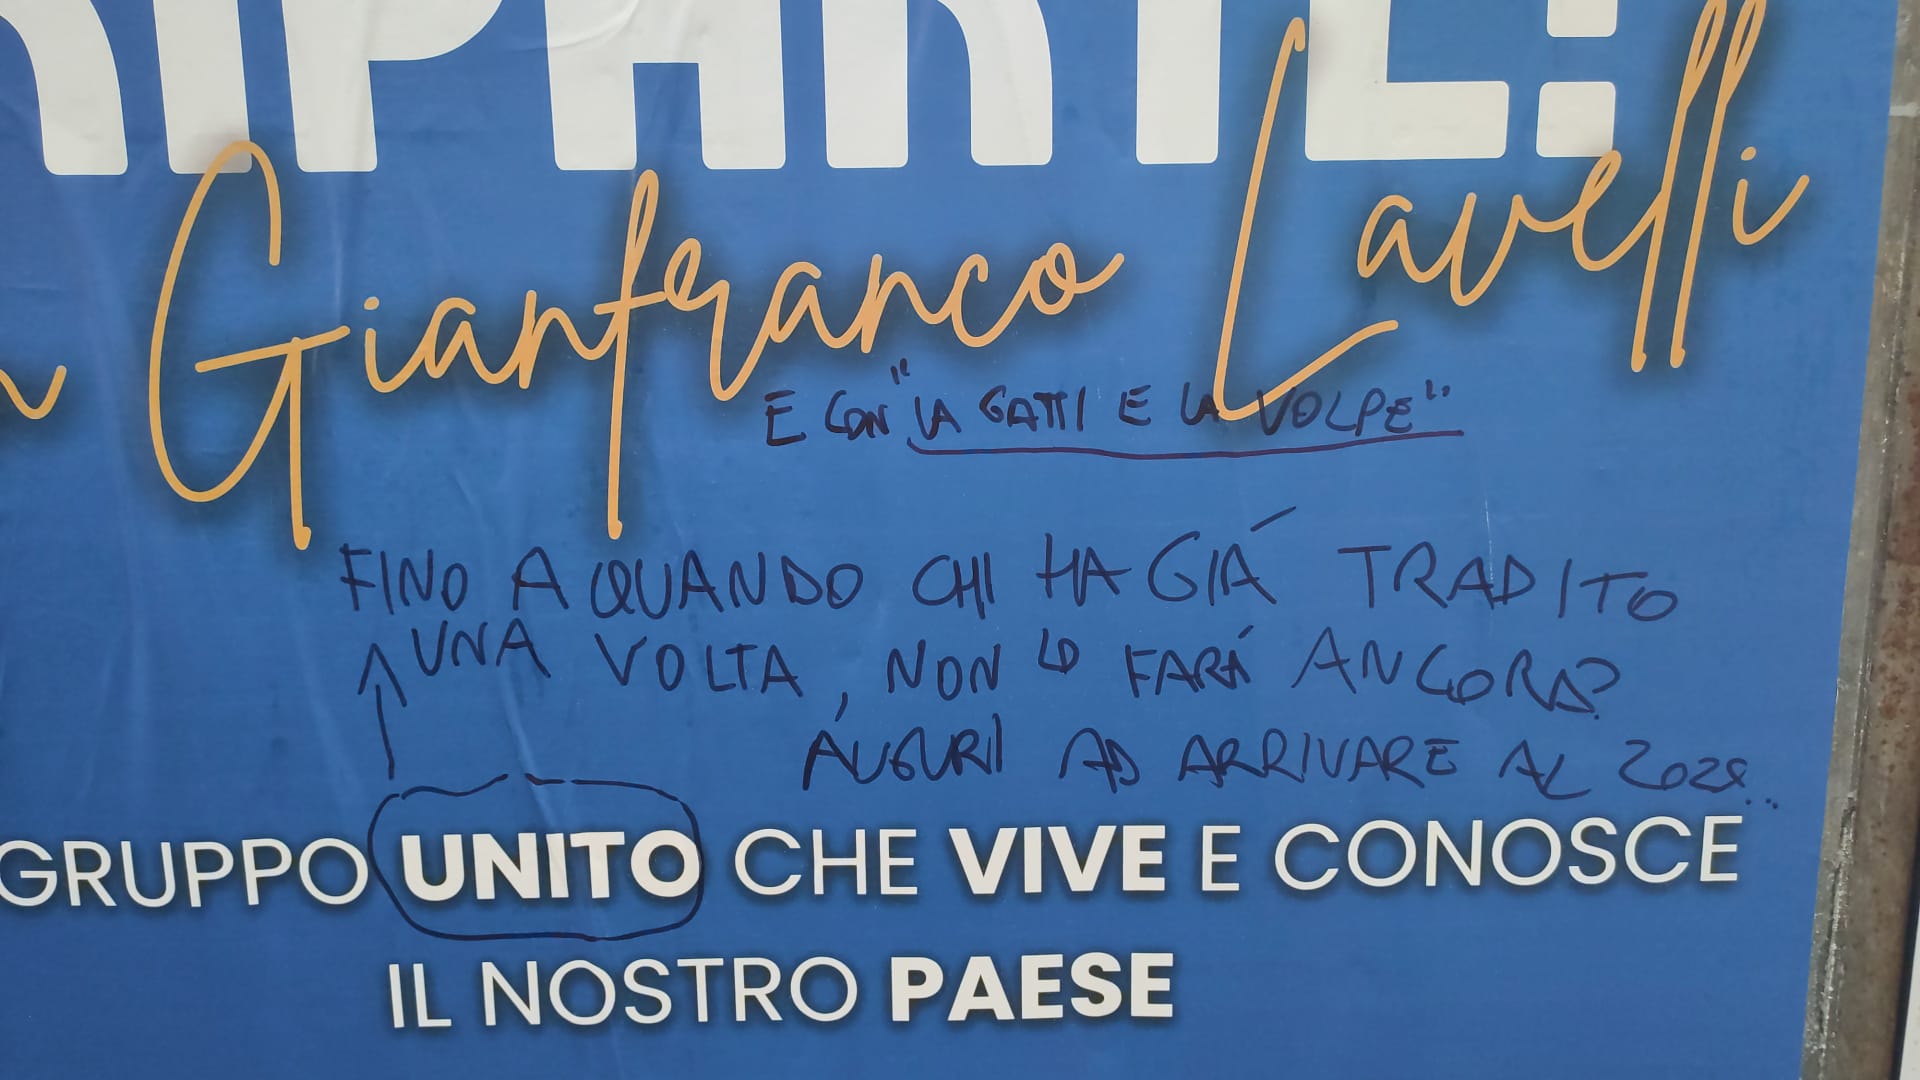 RIPARTE!
n Gianfranco Lavelli
E CON "LA GATTI E LA VOLPE"
FINO A QUANDO CHI HA GIÁ TRADITO
UNA VOLTA, NON LO FARÁ ANCORA?
AUGURI AD ARRIVARE AL 2028...
GRUPPO UNITO CHE VIVE E CONOSCE
IL NOSTRO PAESE